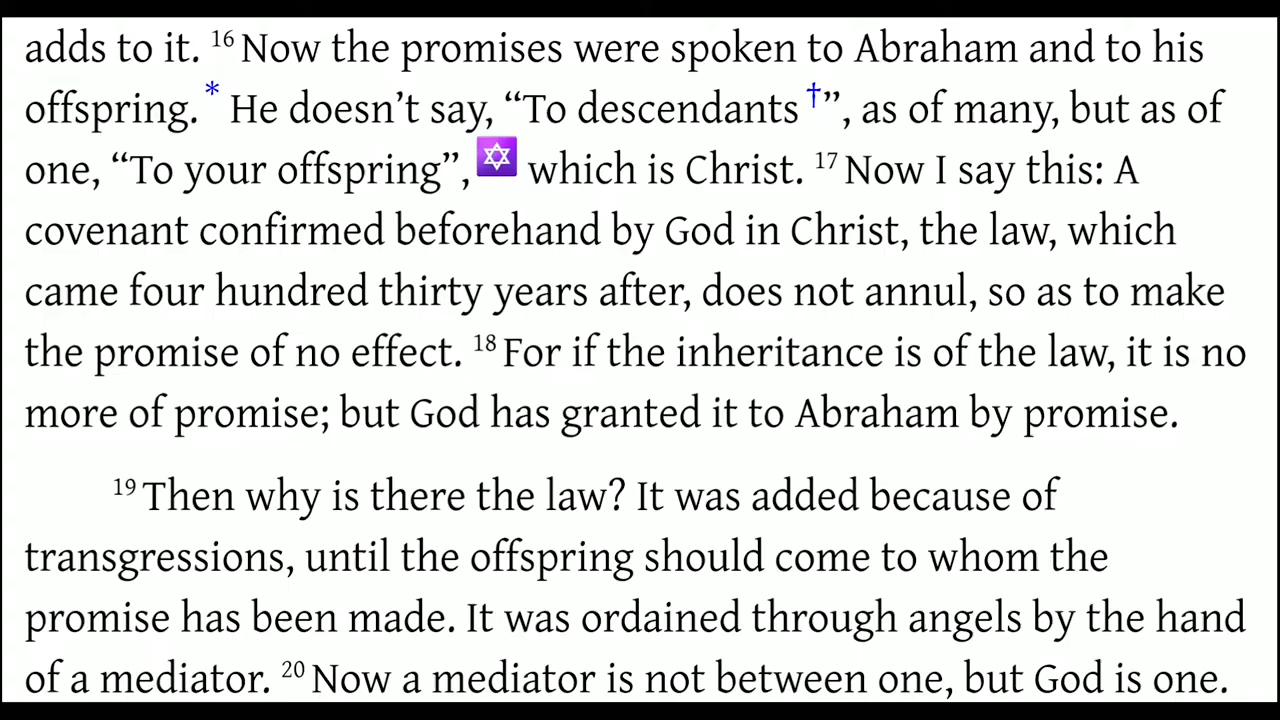 adds to it. 16 Now the promises were spoken to Abraham and to his
offspring. * He doesn’t say, “To descendants †”, as of many, but as of
one, “To your offspring”, ✡ which is Christ. 17 Now I say this: A
covenant confirmed beforehand by God in Christ, the law, which
came four hundred thirty years after, does not annul, so as to make
the promise of no effect. 18 For if the inheritance is of the law, it is no
more of promise; but God has granted it to Abraham by promise.
19 Then why is there the law? It was added because of
transgressions, until the offspring should come to whom the
promise has been made. It was ordained through angels by the hand
of a mediator. 20 Now a mediator is not between one, but God is one.